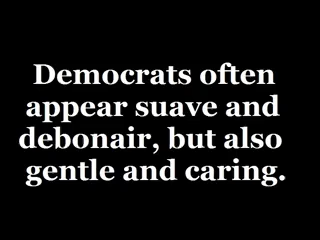 Democrats often
appear suave and
debonair, but also
gentle and caring.